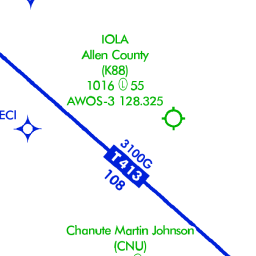 IOLA
Allen County
(K88)
1016 Ⓛ 55
AWOS-3 128.325
ECI
3100G
T413
108
Chanute Martin Johnson
(CNU)